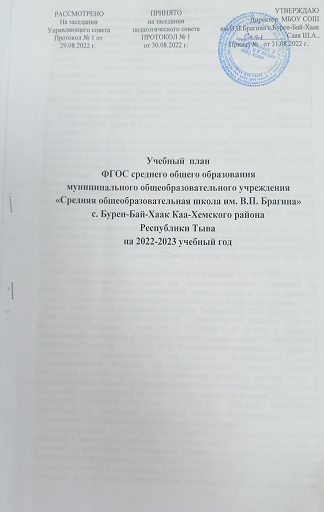 РАССМОТРЕНО
На заседании
Управляющего совета
Протокол № 1 от
29.08.2022 г.
ПРИНЯТО
на заседании
педагогического совета
ПРОТОКОЛ № 1
от 30.08.2022 г.
УТВЕРЖДАЮ
Директор МБОУ СОШ
им.В.П.Брагина с.Бурен-Бай-Хаак
Саая Ш.А..
Приказ № от 31.08.2022 г.
Учебный план
ФГОС среднего общего образования
муниципального общеобразовательного учреждения
«Средняя общеобразовательная школа им. В.П. Брагина»
с. Бурен-Бай-Хаак Каа-Хемского района
Республики Тыва
на 2022-2023 учебный год